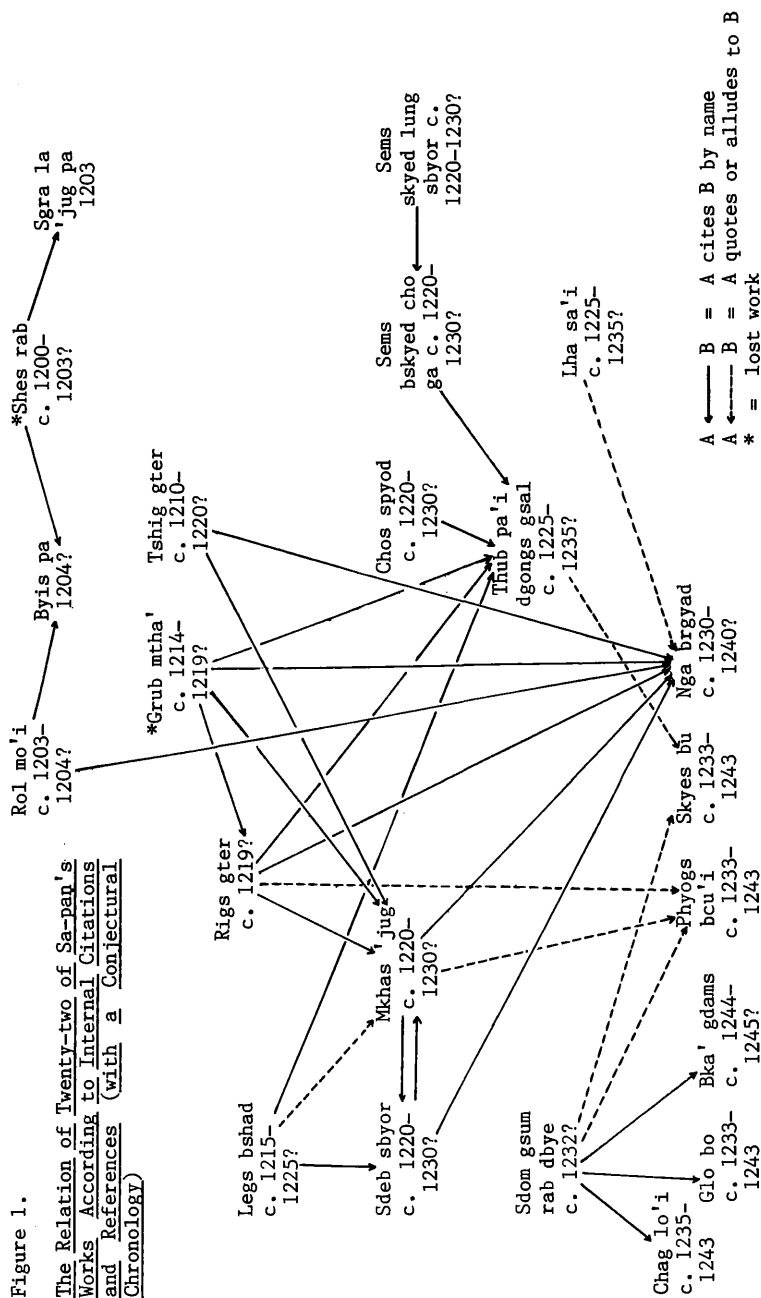 Figure 1.
The Relation of Twenty-two of Sa-pan's
Works According to Internal Citations
and References (with a Conjectural
Chronology)
Rol mo'i
c. 1203-
1204?
Byis pa
1204?
*Shes rab
c. 1200-
1203?
Sgra la
'jug pa
1203
Rigs gter
c. 1219?
*Grub mtha'
c. 1214-
1219?
Tshig gter
c. 1210-
1220?
Legs bshad
c. 1215-
1225?
Mkhas 'jug
c. 1220-
1230?
Sdeb sbyor
c. 1220-
1230?
Chos spyod
c. 1220-
1230?
Sems
bskyed cho
ga c. 1220-
1230?
Sems
skyed lung
sbyor c.
1220-1230?
Thub pa'i
dgongs gsal
c. 1225-
1235?
Lha sa'i
c. 1225-
1235?
Sdom gsum
rab dbye
c. 1232?
Chag lo'i
c. 1235-
1243
Glo bo
c. 1233-
1243
Bka' gdams
c. 1244-
1245?
Phyogs
bcu'i
c. 1233-
1243
Skyes bu
c. 1233-
1243
Nga brgyad
c. 1230-
1240?
A ← B = A cites B by name
A ←--- B = A quotes or alludes to B
* = lost work